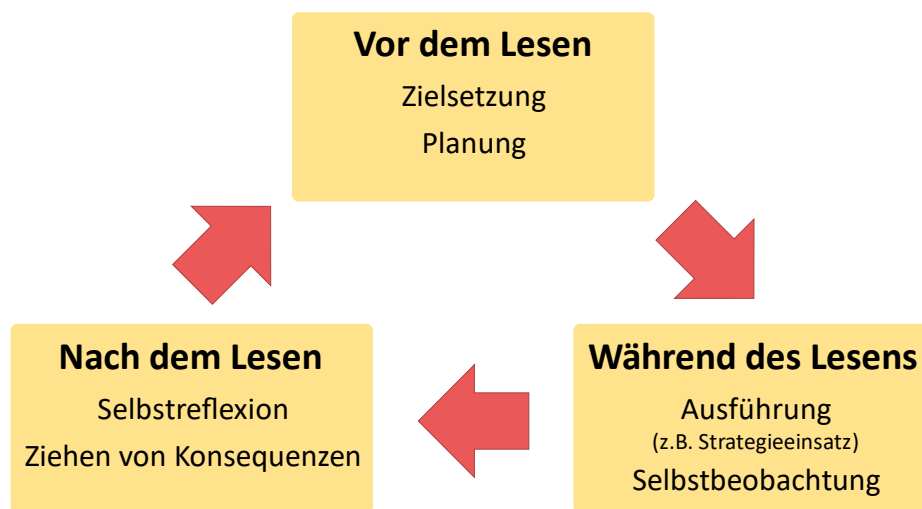 Vor dem Lesen
Zielsetzung
Planung
Während des Lesens
Ausführung
(z.B. Strategieeinsatz)
Selbstbeobachtung
Nach dem Lesen
Selbstreflexion
Ziehen von Konsequenzen